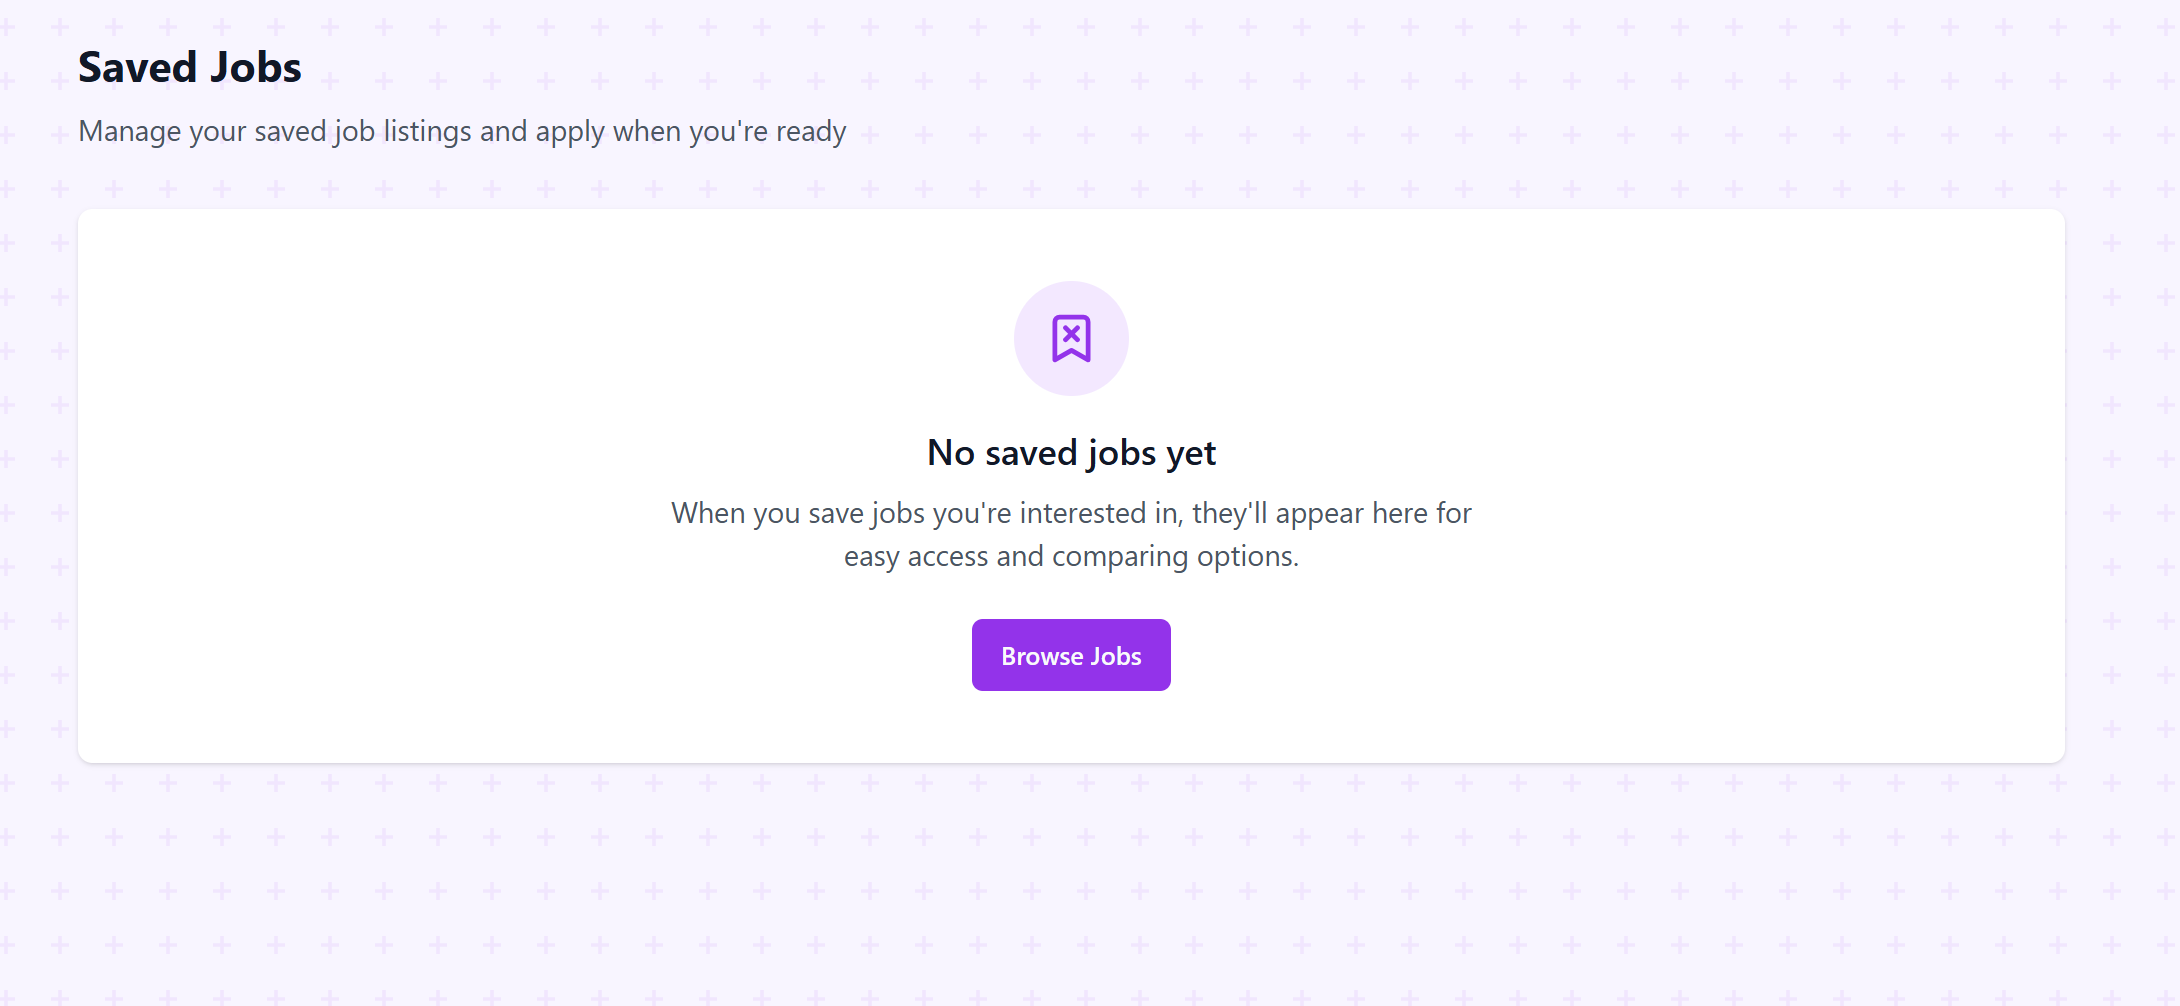 Saved Jobs
Manage your saved job listings and apply when you're ready
No saved jobs yet
When you save jobs you're interested in, they'll appear here for
easy access and comparing options.
Browse Jobs